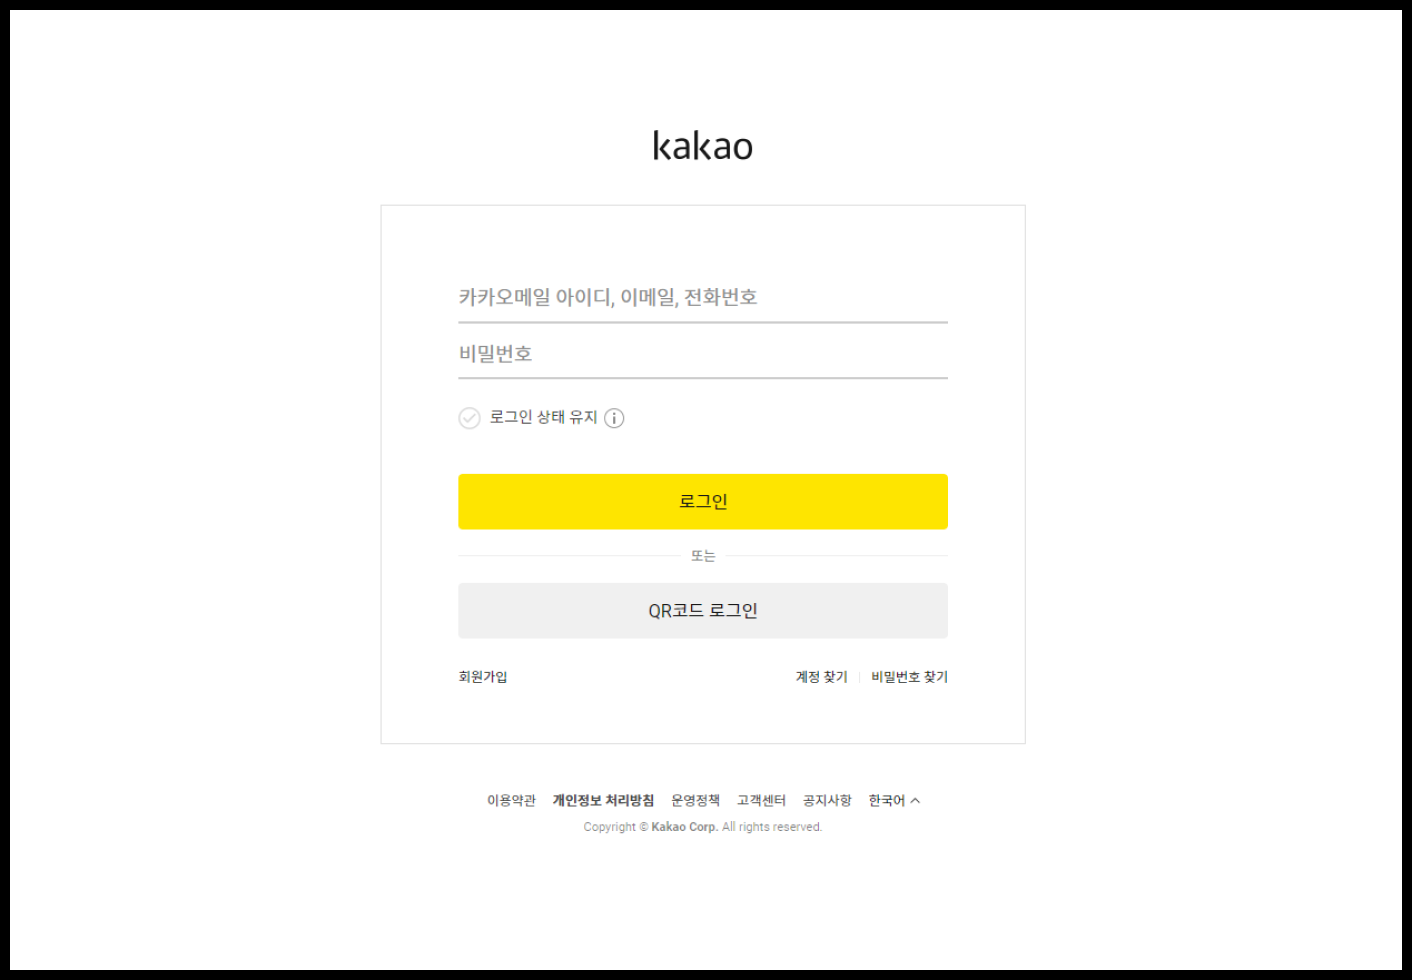 kakao
카카오메일 아이디, 이메일, 전화번호
비밀번호
로그인 상태 유지
로그인
또는
QR코드 로그인
회원가입 계정 찾기 비밀번호 찾기
이용약관 개인정보 처리방침 운영정책 고객센터 공지사항 한국어
Copyright © Kakao Corp. All rights reserved.